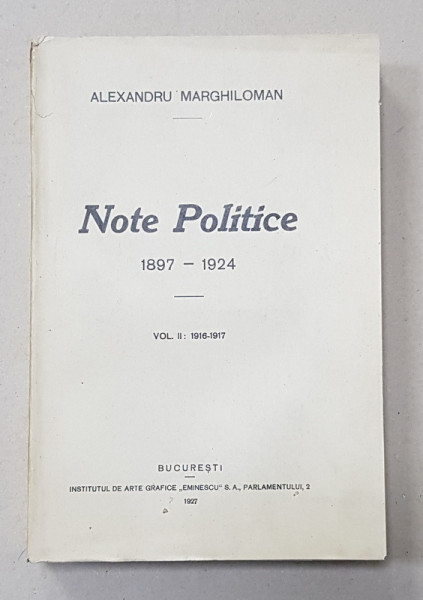 ALEXANDRU MARGHILOMAN
Note Politice
1897 – 1924
VOL. II: 1916-1917
BUCUREȘTI
INSTITUTUL DE ARTE GRAFICE „EMINESCU" S. A., PARLAMENTULUI, 2
1927